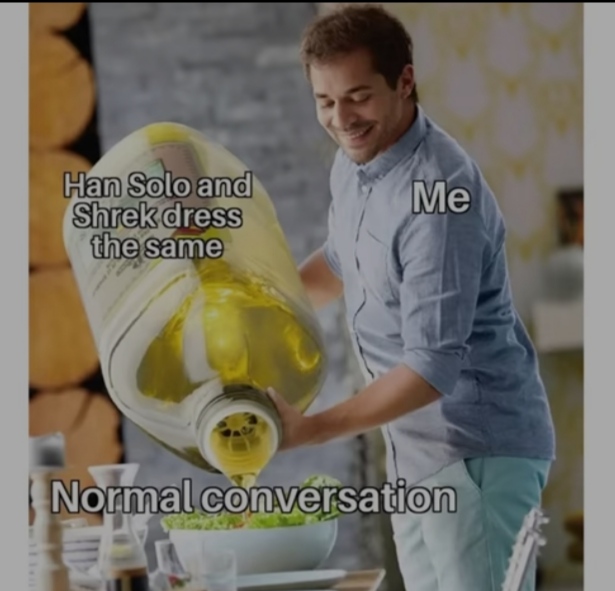 Han Solo and
Shrek dress
the same
Me
Normal conversation